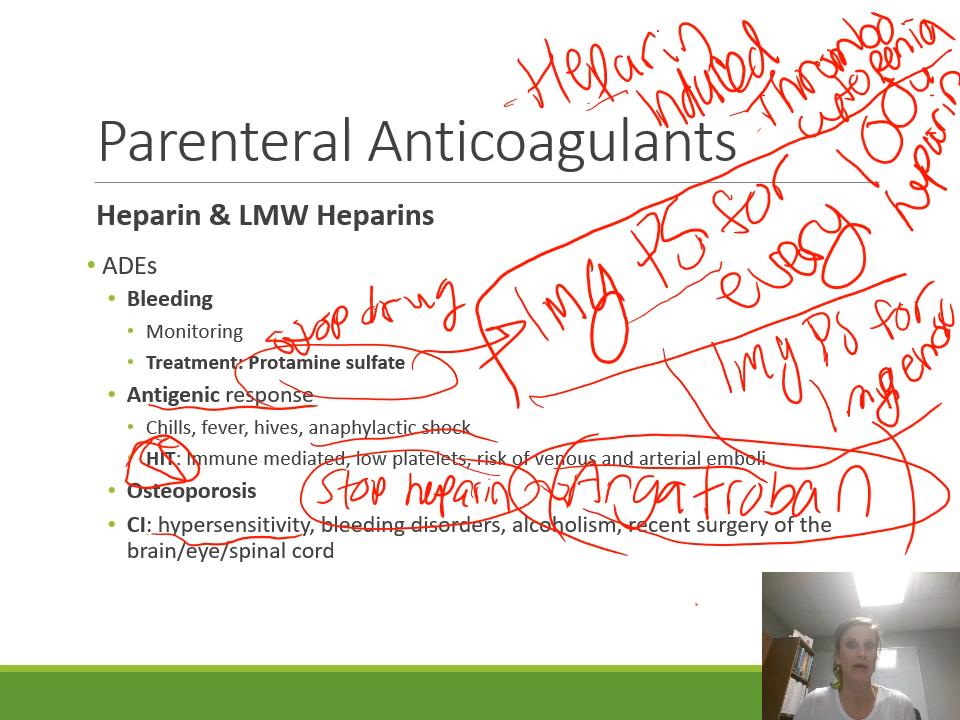 Heparin
Induced
Thrombo
cytopenia
Parenteral Anticoagulants
1mg PS for 100u
every heparin
Heparin & LMW Heparins
• ADEs
• Bleeding
stop drug
• Monitoring
• Treatment: Protamine sulfate
1mg PS for
1mg enox
• Antigenic response
• Chills, fever, hives, anaphylactic shock
HIT: Immune mediated, low platelets, risk of venous and arterial emboli
stop heparin → Argatroban
• Osteoporosis
• CI: hypersensitivity, bleeding disorders, alcoholism, recent surgery of the
brain/eye/spinal cord